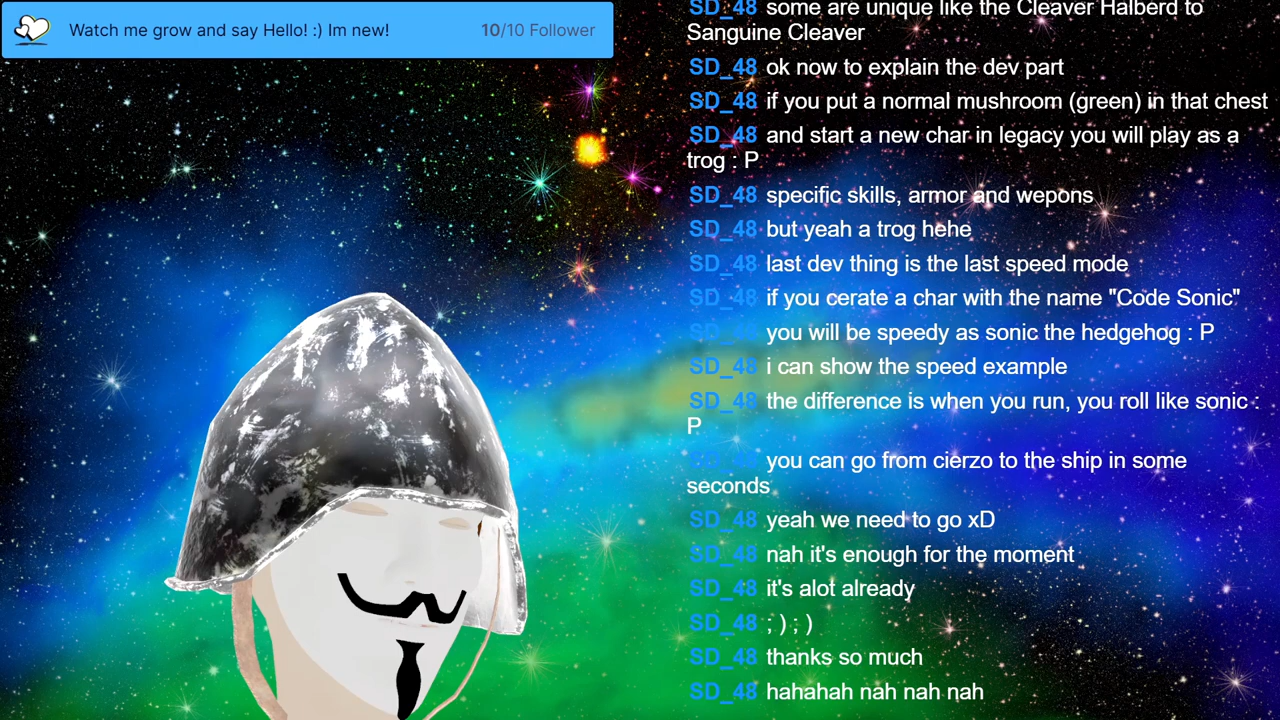 Watch me grow and say Hello! :) Im new! 10/10 Follower
SD_48 some are unique like the Cleaver Halberd to
Sanguine Cleaver
SD_48 ok now to explain the dev part
SD_48 if you put a normal mushroom (green) in that chest
SD_48 and start a new char in legacy you will play as a
trog : P
SD_48 specific skills, armor and wepons
SD_48 but yeah a trog hehe
SD_48 last dev thing is the last speed mode
SD_48 if you cerate a char with the name "Code Sonic"
SD_48 you will be speedy as sonic the hedgehog : P
SD_48 i can show the speed example
SD_48 the difference is when you run, you roll like sonic :
P
SD_48 you can go from cierzo to the ship in some
seconds
SD_48 yeah we need to go xD
SD_48 nah it's enough for the moment
SD_48 it's alot already
SD_48 ; ) ; )
SD_48 thanks so much
SD_48 hahahah nah nah nah